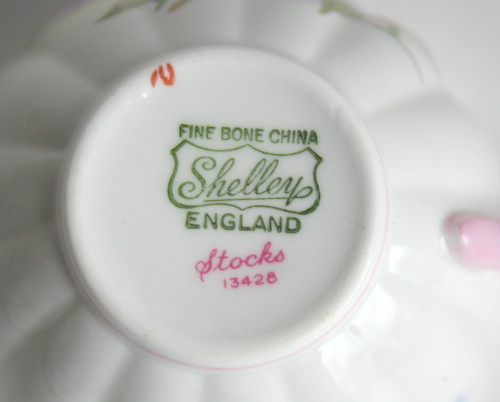 FINE BONE CHINA
Shelley
ENGLAND
Stocks
13428